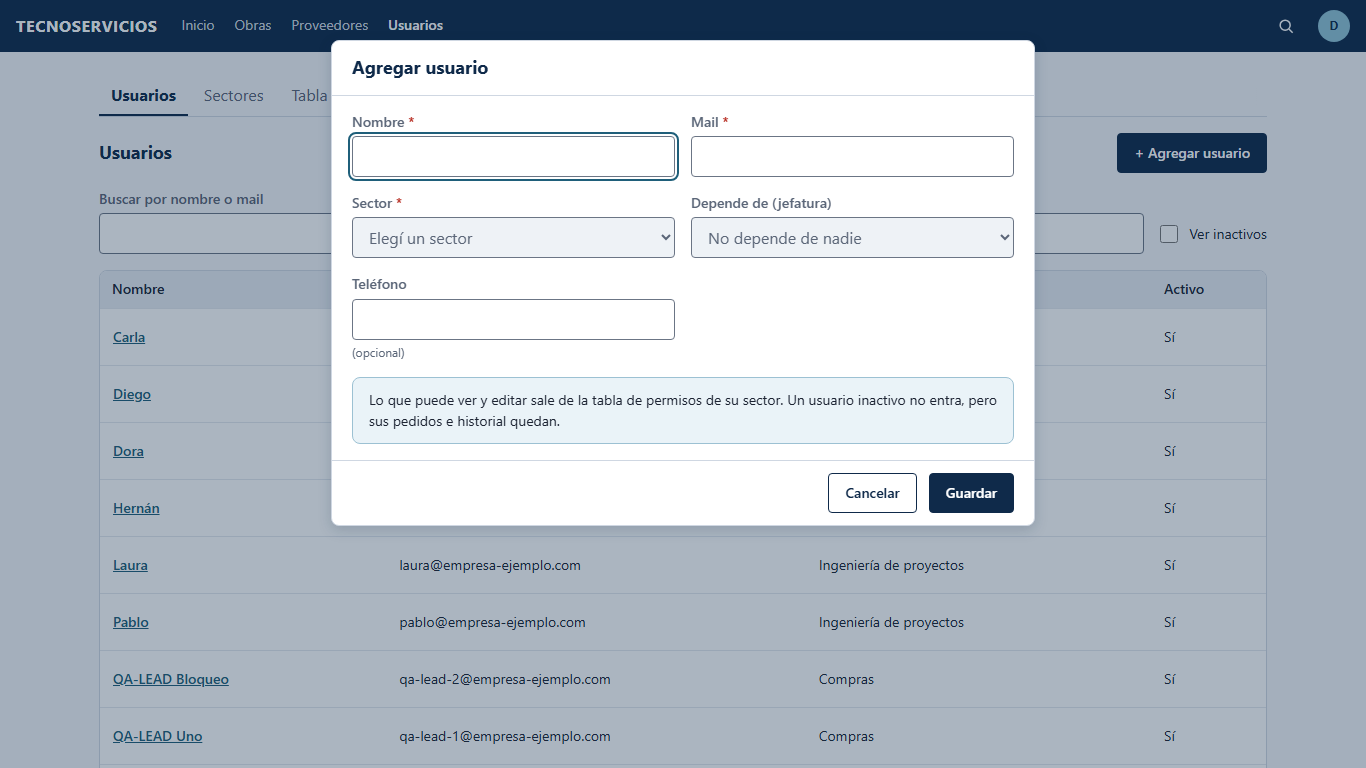 TECNOSERVICIOS Inicio Obras Proveedores Usuarios D
Agregar usuario
Usuarios Sectores Tabla
Nombre * Mail *
Usuarios + Agregar usuario
Sector * Depende de (jefatura)
Buscar por nombre o mail
Elegí un sector No depende de nadie Ver inactivos
Teléfono
Nombre Activo
Carla Sí
(opcional)
Diego Sí
Lo que puede ver y editar sale de la tabla de permisos de su sector. Un usuario inactivo no entra, pero
sus pedidos e historial quedan.
Dora Sí
Cancelar Guardar
Hernán Sí
Laura laura@empresa-ejemplo.com Ingeniería de proyectos Sí
Pablo pablo@empresa-ejemplo.com Ingeniería de proyectos Sí
QA-LEAD Bloqueo qa-lead-2@empresa-ejemplo.com Compras Sí
QA-LEAD Uno qa-lead-1@empresa-ejemplo.com Compras Sí